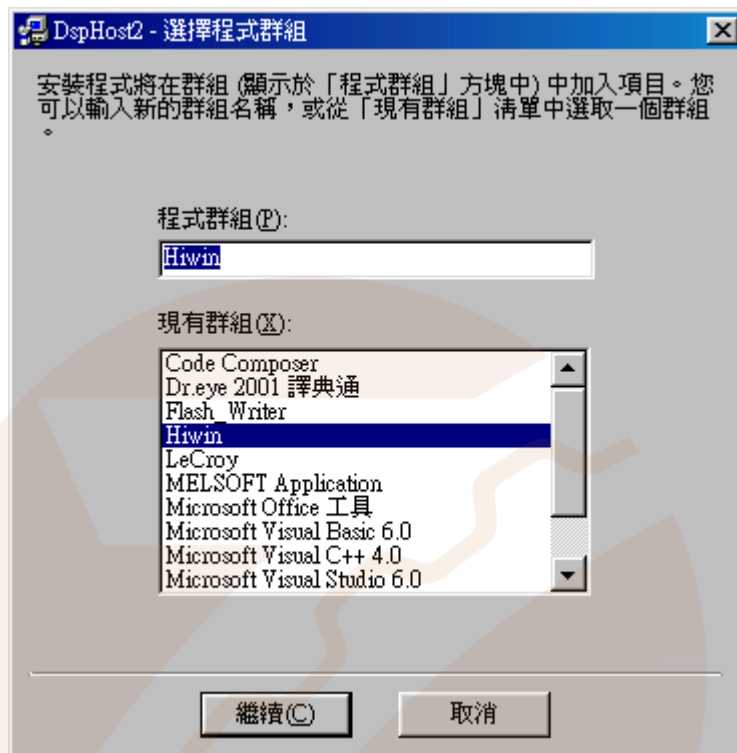 DspHost2 - 選擇程式群組
安裝程式將在群組 (顯示於「程式群組」方塊中) 中加入項目。您
可以輸入新的群組名稱，或從「現有群組」清單中選取一個群組
。
程式群組(P):
Hiwin
現有群組(X):
Code Composer
Dr.eye 2001 譯典通
Flash_Writer
Hiwin
LeCroy
MELSOFT Application
Microsoft Office 工具
Microsoft Visual Basic 6.0
Microsoft Visual C++ 4.0
Microsoft Visual Studio 6.0
繼續(C)
取消